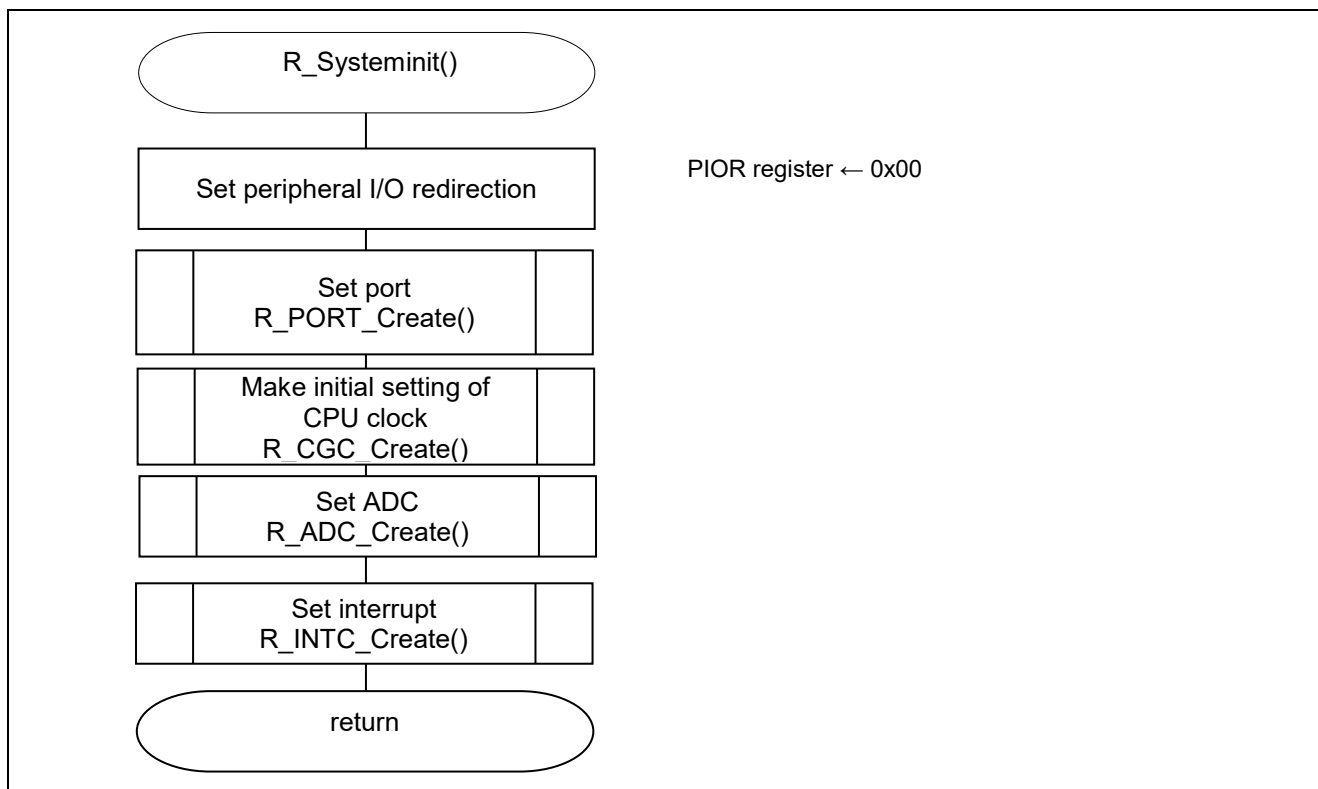 R_Systeminit()
Set peripheral I/O redirection
PIOR register ← 0x00
Set port
R_PORT_Create()
Make initial setting of
CPU clock
R_CGC_Create()
Set ADC
R_ADC_Create()
Set interrupt
R_INTC_Create()
return